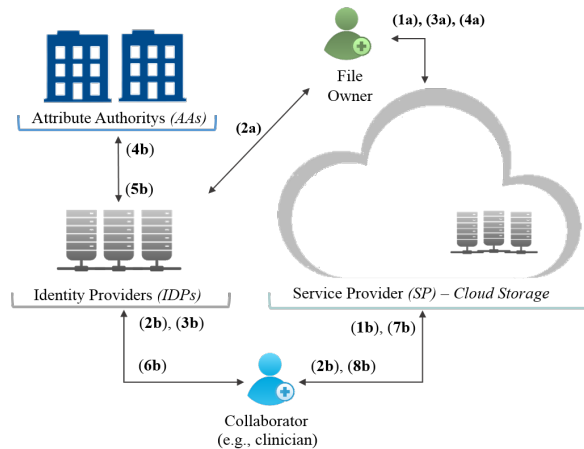 (1a), (3a), (4a)
File
Owner
Attribute Authoritys (AAs)
(2a)
(4b)
(5b)
Identity Providers (IDPs)
Service Provider (SP) – Cloud Storage
(2b), (3b)
(1b), (7b)
(6b)
(2b), (8b)
Collaborator
(e.g., clinician)